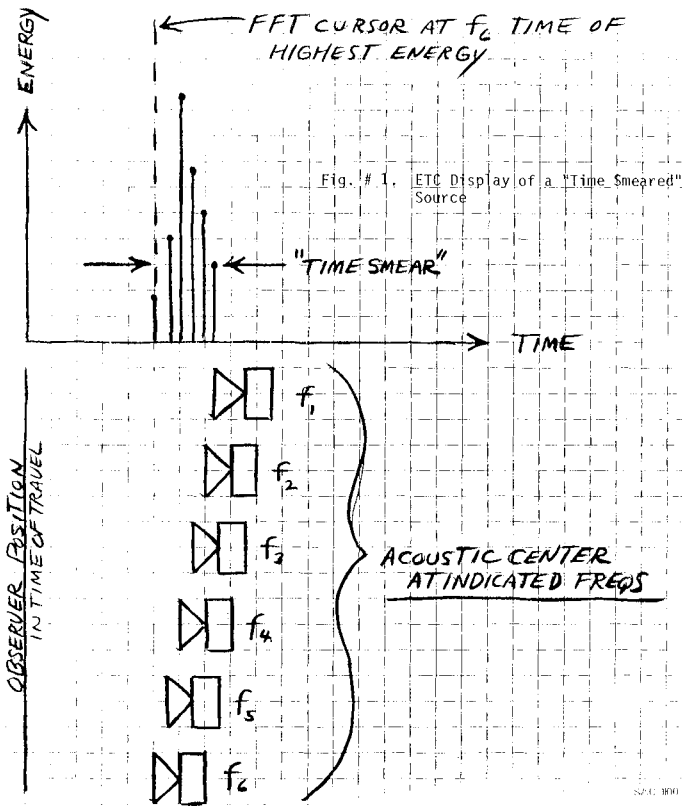 FFT CURSOR AT f6 TIME OF
HIGHEST ENERGY
ENERGY
Fig. # 1. ETC Display of a "Time Smeared"
Source
"TIME SMEAR"
TIME
OBSERVER POSITION
IN TIME OF TRAVEL
f1
f2
f3
f4
f5
f6
ACOUSTIC CENTER
AT INDICATED FREQS